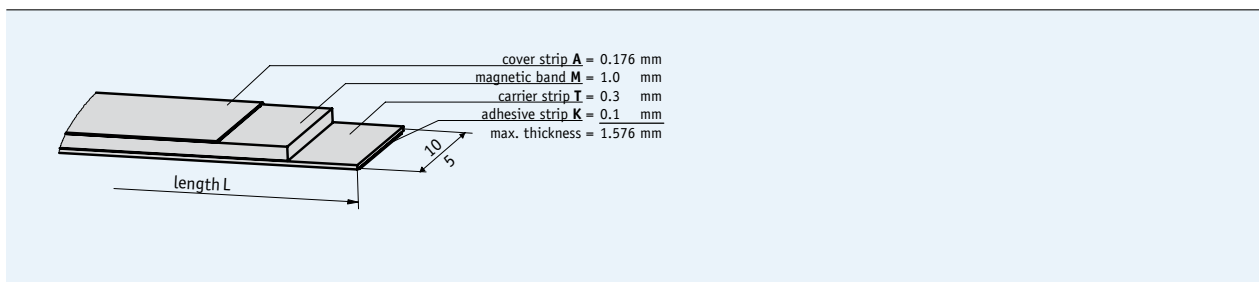 cover strip A = 0.176 mm
magnetic band M = 1.0 mm
carrier strip T = 0.3 mm
adhesive strip K = 0.1 mm
max. thickness = 1.576 mm
10
5
length L